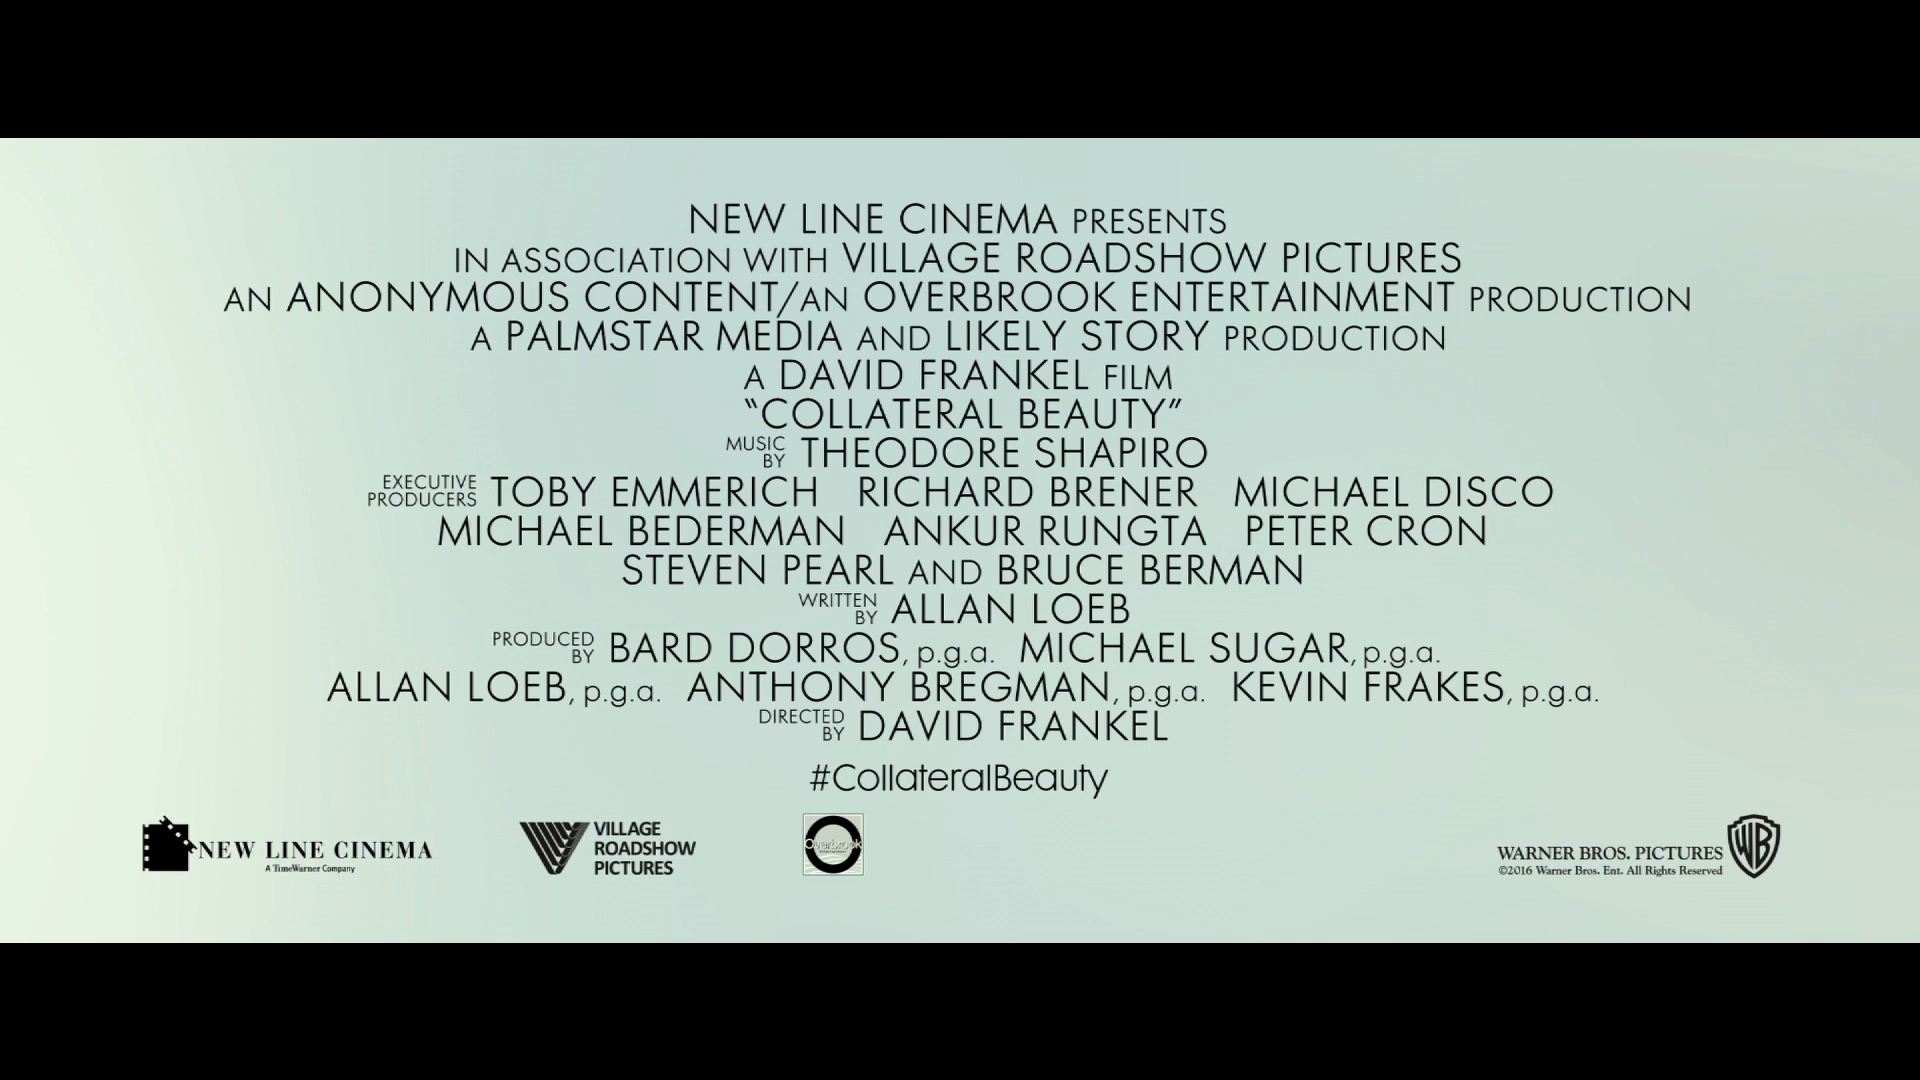 NEW LINE CINEMA PRESENTS
IN ASSOCIATION WITH VILLAGE ROADSHOW PICTURES
AN ANONYMOUS CONTENT/AN OVERBROOK ENTERTAINMENT PRODUCTION
A PALMSTAR MEDIA AND LIKELY STORY PRODUCTION
A DAVID FRANKEL FILM
“COLLATERAL BEAUTY”
MUSIC BY THEODORE SHAPIRO
EXECUTIVE PRODUCERS TOBY EMMERICH RICHARD BRENER MICHAEL DISCO
MICHAEL BEDERMAN ANKUR RUNGTA PETER CRON
STEVEN PEARL AND BRUCE BERMAN
WRITTEN BY ALLAN LOEB
PRODUCED BY BARD DORROS, p.g.a. MICHAEL SUGAR, p.g.a.
ALLAN LOEB, p.g.a. ANTHONY BREGMAN, p.g.a. KEVIN FRAKES, p.g.a.
DIRECTED BY DAVID FRANKEL
#CollateralBeauty
NEW LINE CINEMA
A TimeWarner Company
VILLAGE
ROADSHOW
PICTURES
Overbrook
WARNER BROS. PICTURES
©2016 Warner Bros. Ent. All Rights Reserved
WB